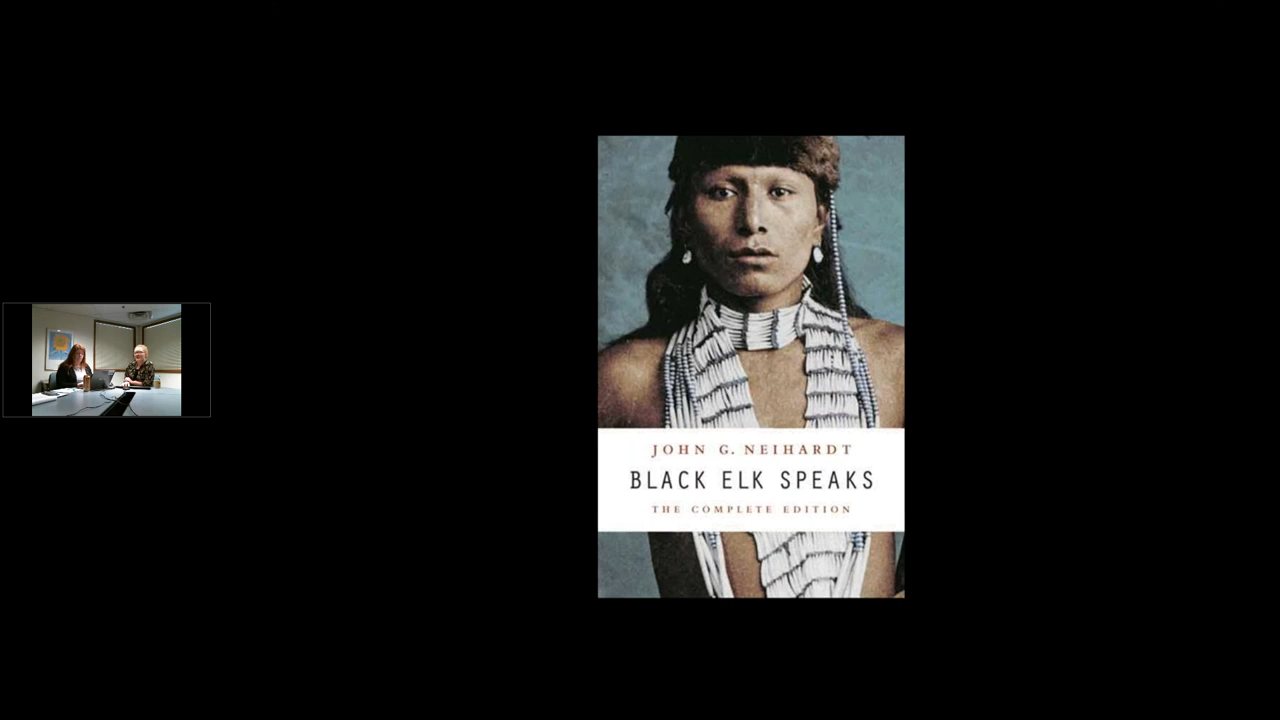 JOHN G. NEIHARDT
BLACK ELK SPEAKS
THE COMPLETE EDITION